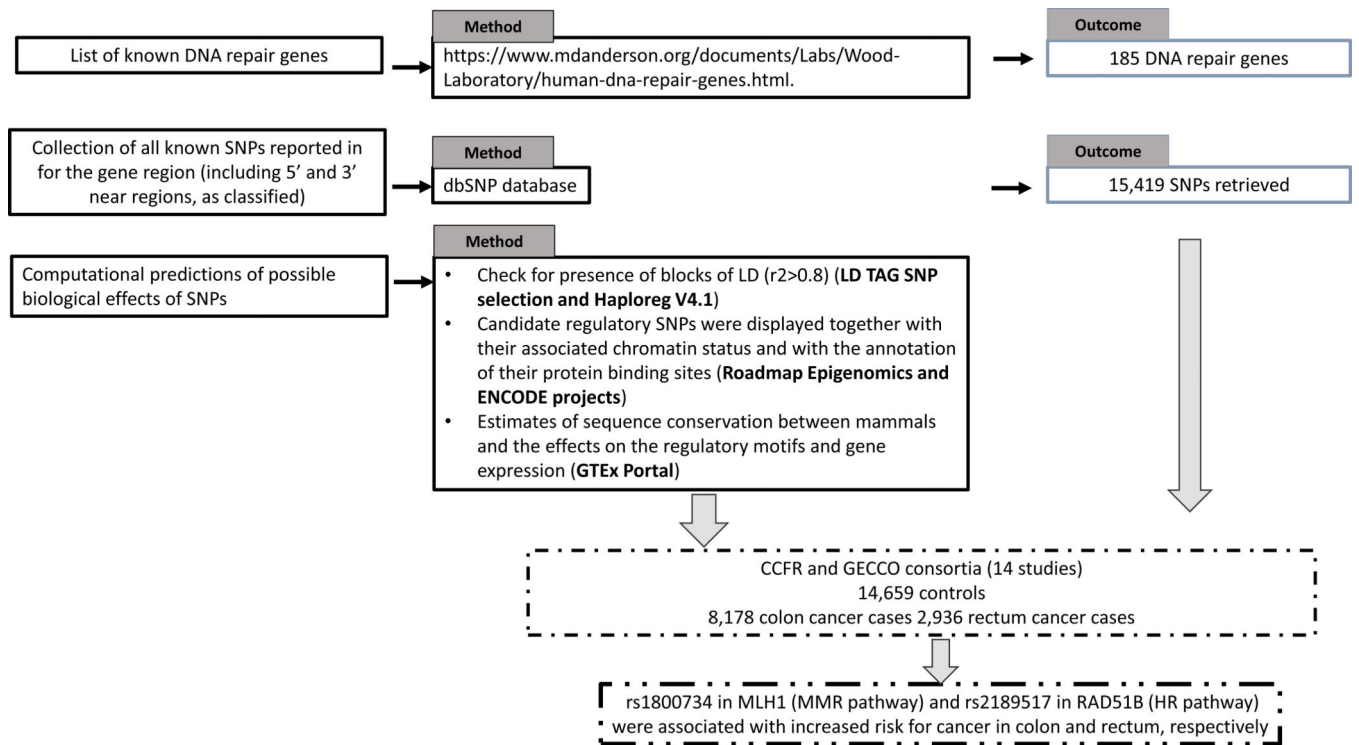 Method
Outcome
List of known DNA repair genes
https://www.mdanderson.org/documents/Labs/Wood-
Laboratory/human-dna-repair-genes.html.
185 DNA repair genes
Collection of all known SNPs reported in
for the gene region (including 5' and 3'
near regions, as classified)
Method
dbSNP database
Outcome
15,419 SNPs retrieved
Computational predictions of possible
biological effects of SNPs
Method
• Check for presence of blocks of LD (r2>0.8) (LD TAG SNP
selection and Haploreg V4.1)
• Candidate regulatory SNPs were displayed together with
their associated chromatin status and with the annotation
of their protein binding sites (Roadmap Epigenomics and
ENCODE projects)
• Estimates of sequence conservation between mammals
and the effects on the regulatory motifs and gene
expression (GTEx Portal)
CCFR and GECCO consortia (14 studies)
14,659 controls
8,178 colon cancer cases 2,936 rectum cancer cases
rs1800734 in MLH1 (MMR pathway) and rs2189517 in RAD51B (HR pathway)
were associated with increased risk for cancer in colon and rectum, respectively